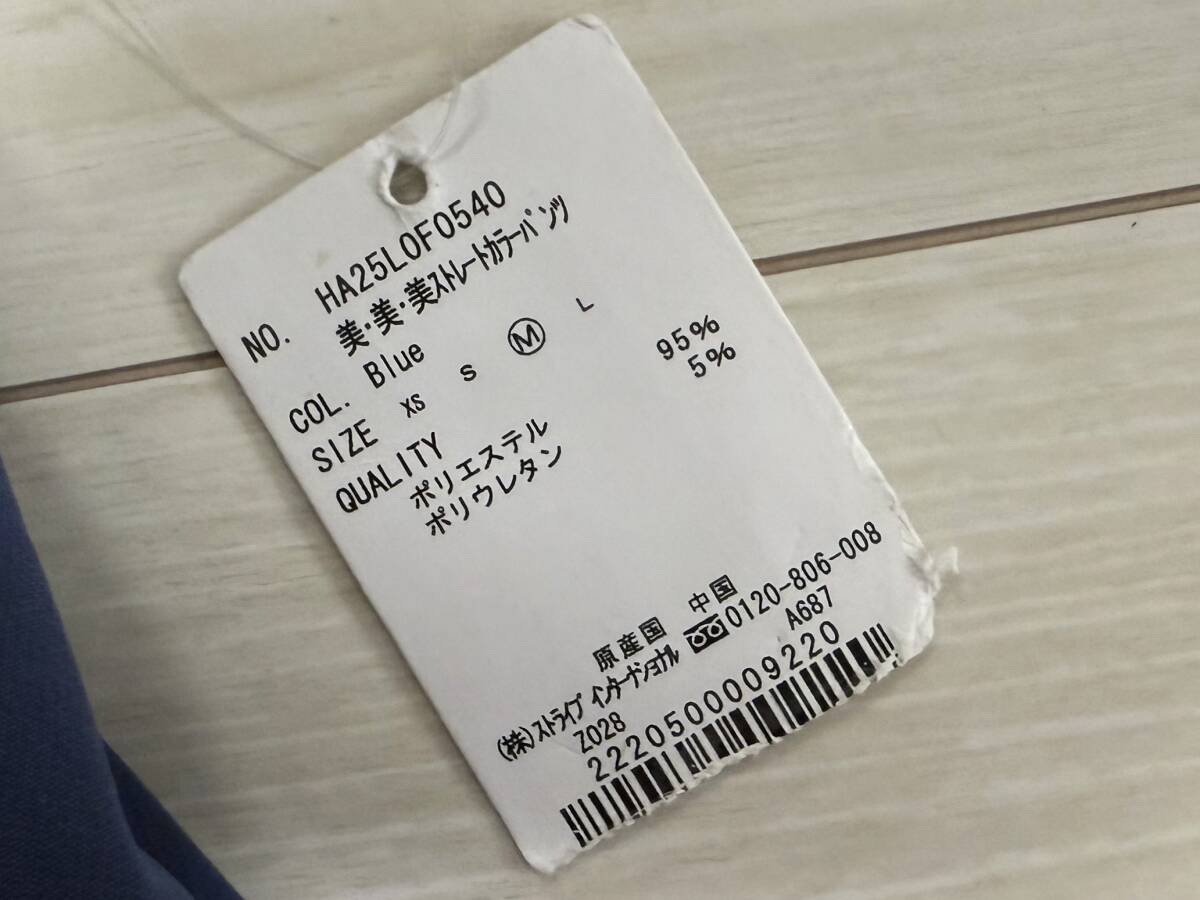 NO. HA25L0F0540
美・美・美ストレートカラーパンツ
COL. Blue
SIZE XS S M L
QUALITY
ポリエステル 95%
ポリウレタン 5%
原産国 中国
(株)ストライプ インターナショナル 0120-806-008
Z028 A687
2220500009220